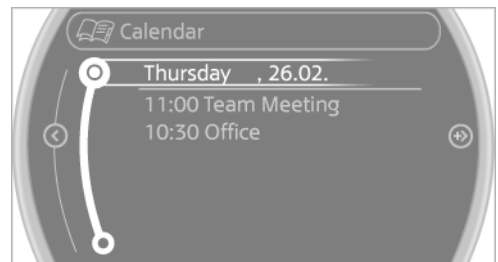 Calendar
Thursday , 26.02.
11:00 Team Meeting
10:30 Office